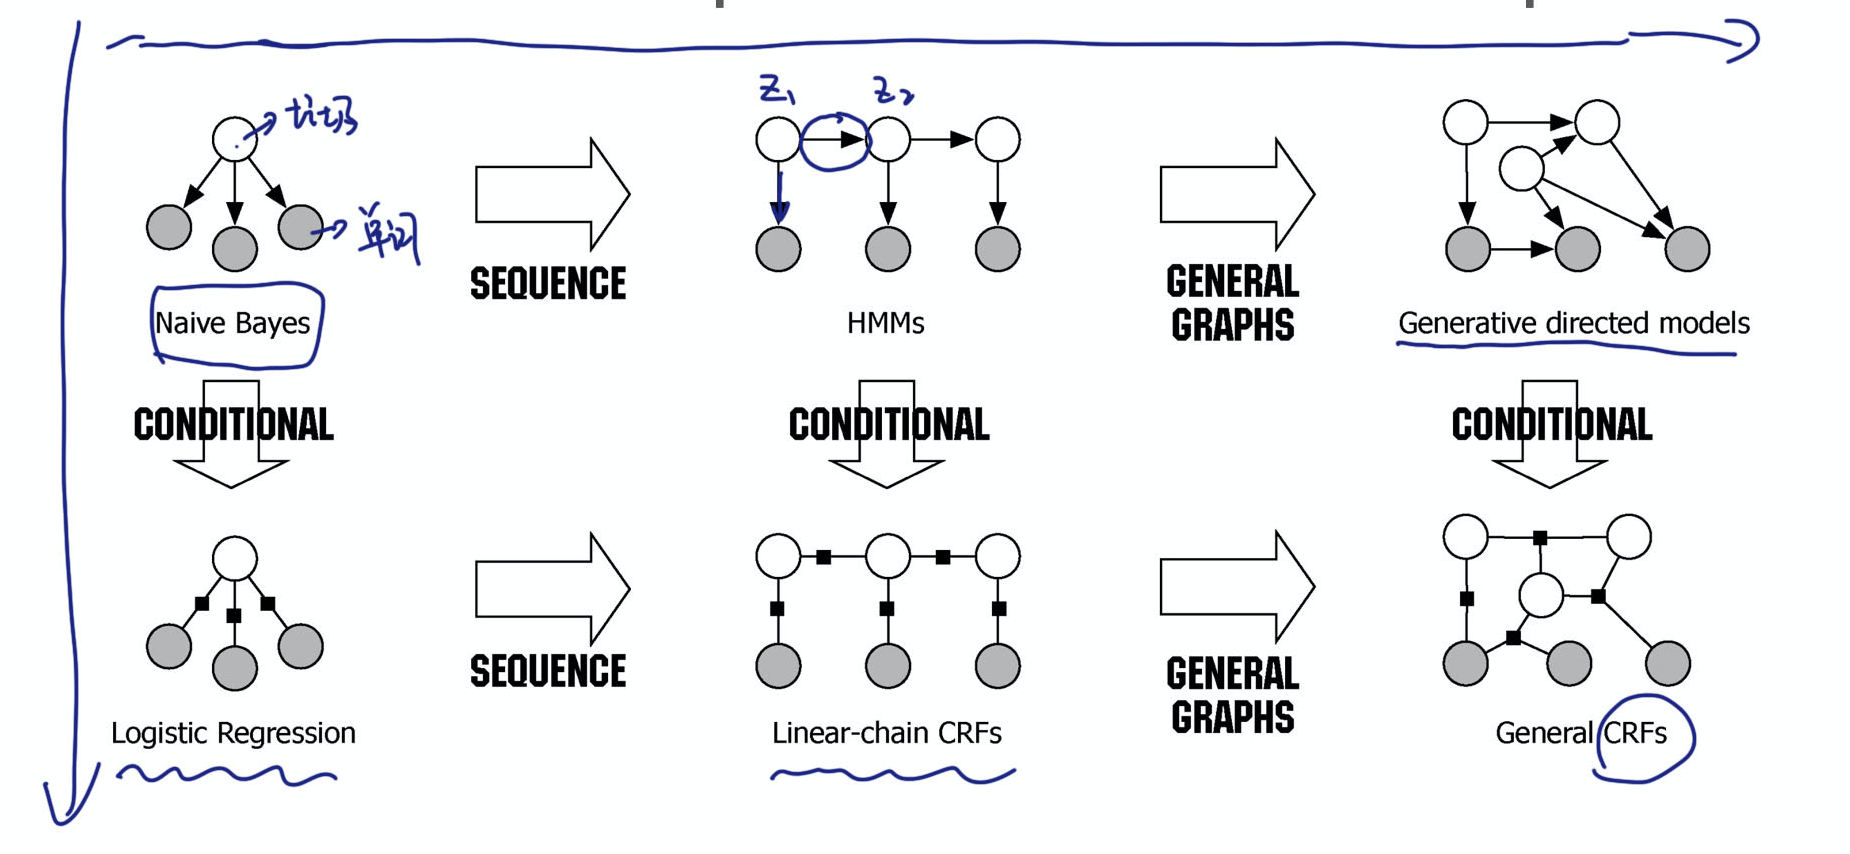 Z₁
Z₂
单词
SEQUENCE
GENERAL
GRAPHS
Naive Bayes
HMMs
Generative directed models
CONDITIONAL
CONDITIONAL
CONDITIONAL
SEQUENCE
GENERAL
GRAPHS
Logistic Regression
Linear-chain CRFs
General CRFs